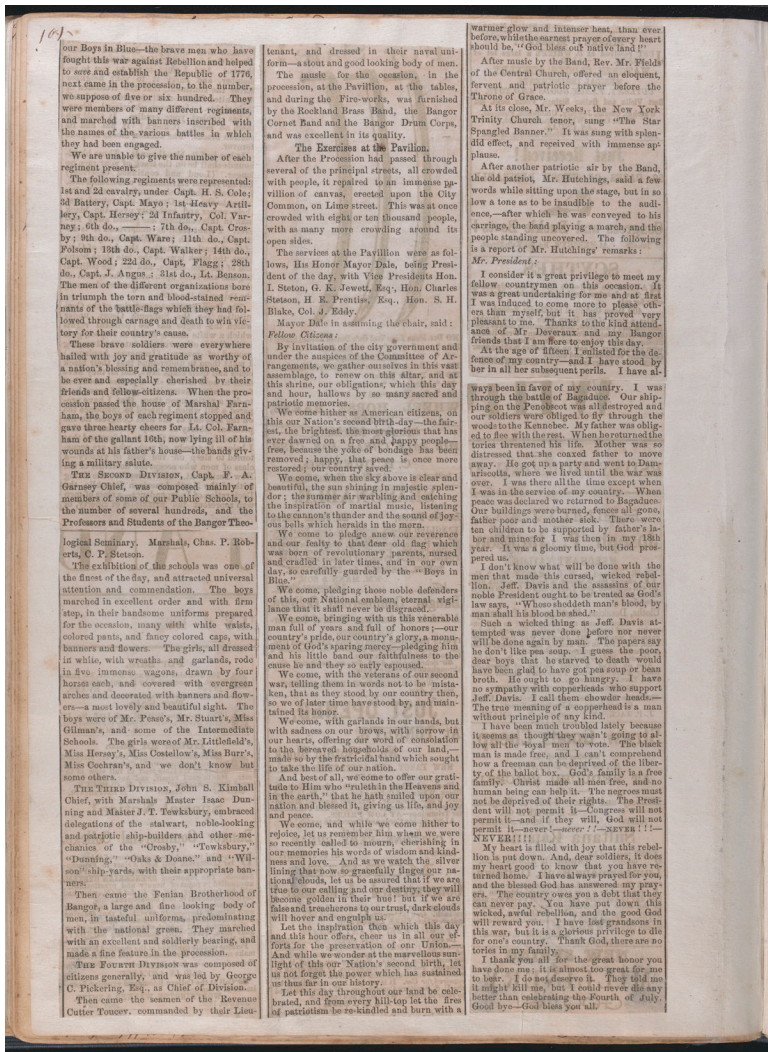 105
our Boys in Blue—the brave men who have
fought this war against Rebellion and helped
to save and establish the Republic of 1776,
next came in the procession, to the number,
we suppose of five or six hundred. They
were members of many different regiments,
and marched with banners inscribed with
the names of the various battles in which
they had been engaged.
We are unable to give the number of each
regiment present.
The following regiments were represented:
1st and 2d cavalry, under Capt. H. S. Cole;
3d Battery, Capt. Mayo; 1st Heavy Artil-
lery, Capt. Hersey; 2d Infantry, Col. Var-
ney; 6th do., ———; 7th do., Capt. Cros-
by; 9th do., Capt. Ware; 11th do., Capt.
Folsom; 13th do., Capt. Walker; 14th do.,
Capt. Wood; 22d do., Capt. Flagg; 28th
do., Capt. J. Angus; 31st do., Lt. Benson.
The men of the different organizations bore
in triumph the torn and blood-stained rem-
nants of the battle-flags which they had fol-
lowed through carnage and death to win vic-
tory for their country's cause.
These brave soldiers were everywhere
hailed with joy and gratitude as worthy of
a nation's blessing and remembrance, and to
be ever and especially cherished by their
friends and fellow-citizens. When the pro-
cession passed the home of Marshal Farn-
ham, the boys of each regiment stopped and
gave three hearty cheers for Lt. Col. Farn-
ham of the gallant 16th, now lying ill of his
wounds at his father's house—the bands giv-
ing a military salute.
THE SECOND DIVISION, Capt. F. A.
Garnsey Chief, was composed mainly of
members of some of our Public Schools, to
the number of several hundreds, and the
Professors and Students of the Bangor Theo-
logical Seminary. Marshals, Chas. P. Rob-
erts, C. P. Stetson.
The exhibition of the schools was one of
the finest of the day, and attracted universal
attention and commendation. The boys
marched in excellent order and with firm
step, in their handsome uniforms prepared
for the occasion, many with white waists,
colored pants, and fancy colored caps, with
banners and flowers. The girls, all dressed
in white, with wreaths and garlands, rode
in five immense wagons, drawn by four
horses each, and covered with evergreen
arches and decorated with banners and flow-
ers—a most lovely and beautiful sight. The
boys were of Mr. Pease's, Mr. Stuart's, Miss
Gilman's, and some of the Intermediate
Schools. The girls were of Mr. Littlefield's,
Miss Hersey's, Miss Costellow's, Miss Burr's,
Miss Cochran's, and we don't know but
some others.
THE THIRD DIVISION, John S. Kimball
Chief, with Marshals Master Isaac Dun-
ning and Master J. T. Tewksbury, embraced
delegations of the stalwart, noble-looking
and patriotic ship-builders and other me-
chanics of the "Crosby," "Tewksbury,"
"Dunning," "Oaks & Doane," and "Wil-
son" ship-yards, with their appropriate ban-
ners.
Then came the Fenian Brotherhood of
Bangor, a large and fine looking body of
men, in tasteful uniforms, predominating
with the national green. They marched
with an excellent and soldierly bearing, and
made a fine feature in the procession.
THE FOURTH DIVISION was composed of
citizens generally, and was led by George
C. Pickering, Esq., as Chief of Division.
Then came the seamen of the Revenue
Cutter Toucey, commanded by their Lieu-
tenant, and dressed in their naval uni-
form—a stout and good looking body of men.
The music for the occasion, in the
procession, at the Pavillion, at the tables,
and during the Fire-works, was furnished
by the Rockland Brass Band, the Bangor
Cornet Band and the Bangor Drum Corps,
and was excellent in its quality.
The Exercises at the Pavilion.
After the Procession had passed through
several of the principal streets, all crowded
with people, it repaired to an immense pa-
villion of canvas, erected upon the City
Common, on Lime street. This was at once
crowded with eight or ten thousand people,
with as many more crowding around its
open sides.
The services at the Pavillion were as fol-
lows, His Honor Mayor Dale, being Presi-
dent of the day, with Vice Presidents Hon.
I. Steton, G. K. Jewett, Esq., Hon. Charles
Stetson, H E. Prentiss, Esq., Hon. S. H.
Blake, Col. J. Eddy.
Mayor Dale in assuming the chair, said:
Fellow Citizens:
By invitation of the city government and
under the auspices of the Committee of Ar-
rangements, we gather ourselves in this vast
assemblage, to renew on this altar, and at
this shrine, our obligations, which this day
and hour, hallows by so many sacred and
patriotic memories.
We come hither as American citizens, on
this our Nation's second birth-day—the fair-
est, the brightest, the most glorious that has
ever dawned on a free and happy people—
free, because the yoke of bondage has been
removed; happy, that peace is once more
restored; our country saved.
We come, when the sky above is clear and
beautiful, the sun shining in majestic splen-
dor; the summer air warbling and catching
the inspiration of martial music, listening
to the cannon's thunder and the sound of joy-
ous bells which heralds in the morn.
We come to pledge anew our reverence
and our fealty to that dear old flag which
was born of revolutionary parents, nursed
and cradled in later times, and in our own
day, so carefully guarded by the "Boys in
Blue."
We come, pledging those noble defenders
of this, our National emblem, eternal vigi-
lance that it shall never be disgraced.
We come, bringing with us this venerable
man full of years and full of honors;—our
country's pride, our country's glory, a monu-
ment of God's sparing mercy—pledging him
and his little band our faithfulness to the
cause he and they so early espoused.
We come, with the veterans of our second
war, telling them in words not to be mista-
ken, that as they stood by our country then,
so we of later time have stood by, and main-
tained its honor.
We come, with garlands in our hands, but
with sadness on our brows, with sorrow in
our hearts, offering our word of consolation
to the bereaved households of our land,—
made so by the fratricidal hand which sought
to take the life of our nation.
And best of all, we come to offer our grati-
tude to Him who "ruleth in the Heavens and
in the earth," that he hath smiled upon our
nation and blessed it, giving us life, and joy
and peace.
We come, and while we come hither to
rejoice, let us remember him whom we were
so recently called to mourn, cherishing in
our memories his words of wisdom and kind-
ness and love. And as we watch the silver
lining that now so gracefully tinges our na-
tional clouds, let us be assured that if we are
true to our calling and our destiny, they will
become golden in their hue! but if we are
false and treacherous to our trust, dark clouds
will hover and engulph us.
Let the inspiration then which this day
and this hour offers, cheer us in all our ef-
forts for the preservation of our Union.—
And while we wonder at the marvellous sun-
light of this our Nation's second birth, let
us not forget the power which has sustained
us thus far in our history.
Let this day throughout our land be cele-
brated, and from every hill-top let the fires
of patriotism be re-kindled and burn with a
warmer glow and intenser heat, than ever
before, while the earnest prayer of every heart
should be, "God bless our native land!"
After music by the Band, Rev. Mr. Fields
of the Central Church, offered an eloquent,
fervent and patriotic prayer before the
Throne of Grace.
At its close, Mr. Weeks, the New York
Trinity Church tenor, sung "The Star
Spangled Banner." It was sung with splen-
did effect, and received with immense ap-
plause.
After another patriotic air by the Band,
the old patriot, Mr. Hutchings, said a few
words while sitting upon the stage, but in so
low a tone as to be inaudible to the audi-
ence,—after which he was conveyed to his
carriage, the band playing a march, and the
people standing uncovered. The following
is a report of Mr. Hutchings' remarks:
Mr. President:
I consider it a great privilege to meet my
fellow countrymen on this occasion. It
was a great undertaking for me and at first
I was induced to come more to please oth-
ers than myself, but it has proved very
pleasant to me. Thanks to the kind attend-
ance of Mr Deveraux and my Bangor
friends that I am here to enjoy this day.
At the age of fifteen I enlisted for the de-
fence of my country—and I have stood by
her in all her subsequent perils. I have al-
ways been in favor of my country. I was
through the battle of Bagaduce. Our ship-
ping on the Penobscot was all destroyed and
our soldiers were obliged to fly through the
woods to the Kennebec. My father was oblig-
ed to flee with the rest. When he returned the
tories threatened his life. Mother was so
distressed that she coaxed father to move
away. He got up a party and went to Dam-
ariscotta, where we lived until the war was
over. I was there all the time except when
I was in the service of my country. When
peace was declared we returned to Bagaduce.
Our buildings were burned, fences all gone,
father poor and mother sick. There were
ten children to be supported by father's la-
bor and mine for I was then in my 18th
year. It was a gloomy time, but God pros-
pered us.
I don't know what will be done with the
men that made this cursed, wicked rebel-
lion. Jeff. Davis and the assassins of our
noble President ought to be treated as God's
law says, "Whoso sheddeth man's blood, by
man shall his blood be shed."
Such a wicked thing as Jeff. Davis at-
tempted was never done before nor never
will be done again by man. The papers say
he don't like pea soup. I guess the poor,
dear boys that he starved to death would
have been glad to have got pea soup or bean
broth. He ought to go hungry. I have
no sympathy with copperheads who support
Jeff. Davis. I call them chowder heads.—
The true meaning of a copperhead is a man
without principle of any kind.
I have been much troubled lately because
it seems as though they wasn't going to al-
low all the loyal men to vote. The black
man is made free, and I can't comprehend
how a freeman can be deprived of the liber-
ty of the ballot box. God's family is a free
family. Christ made all men free, and no
human being can help it. The negroes must
not be deprived of their rights. The Presi-
dent will not permit it—Congress will not
permit it—and if they will, God will not
permit it—never!—never!!—NEVER!!!—
NEVER!!!!
My heart is filled with joy that this rebel-
lion is put down. And, dear soldiers, it does
my heart good to know that you have re-
turned home. I have always prayed for you,
and the blessed God has answered my pray-
ers. The country owes you a debt that they
can never pay. You have put down this
wicked, awful rebellion, and the good God
will reward you. I have lost grandsons in
this war, but it is a glorious privilege to die
for one's country. Thank God, there are no
tories in my family.
I thank you all for the great honor you
have done me; it is almost too great for me
to bear. I do not deserve it. They told me
it might kill me, but I could never die any
better than celebrating the Fourth of July.
Good bye—God bless you all.